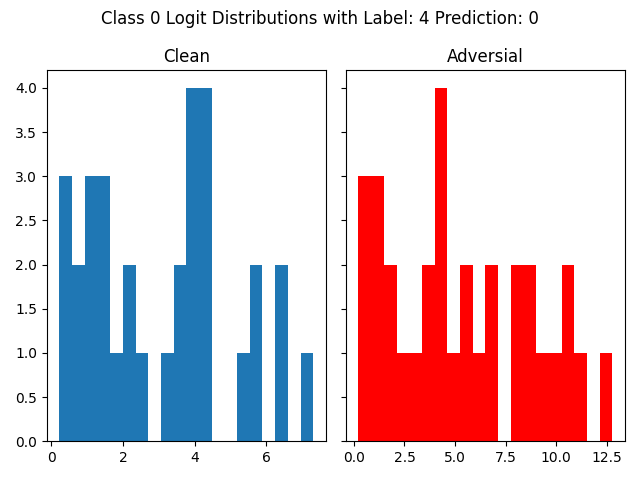 Class 0 Logit Distributions with Label: 4 Prediction: 0
Clean
Adversial
4.0
3.5
3.0
2.5
2.0
1.5
1.0
0.5
0.0
0 2 4 6
0.0 2.5 5.0 7.5 10.0 12.5